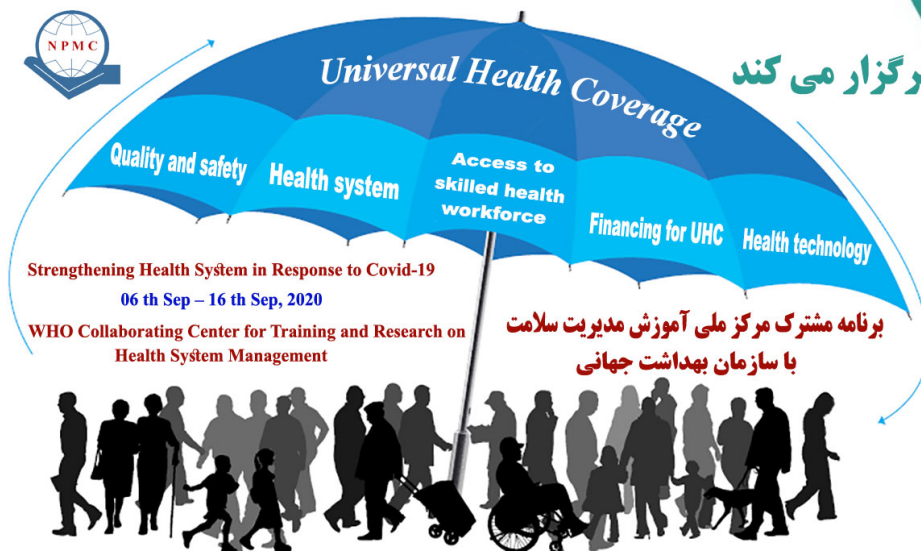 NPMC
برگزار می کند
Universal Health Coverage
Quality and safety
Health system
Access to
skilled health
workforce
Financing for UHC
Health technology
Strengthening Health System in Response to Covid-19
06 th Sep – 16 th Sep, 2020
WHO Collaborating Center for Training and Research on
Health System Management
برنامه مشترک مرکز ملی آموزش مدیریت سلامت
با سازمان بهداشت جهانی